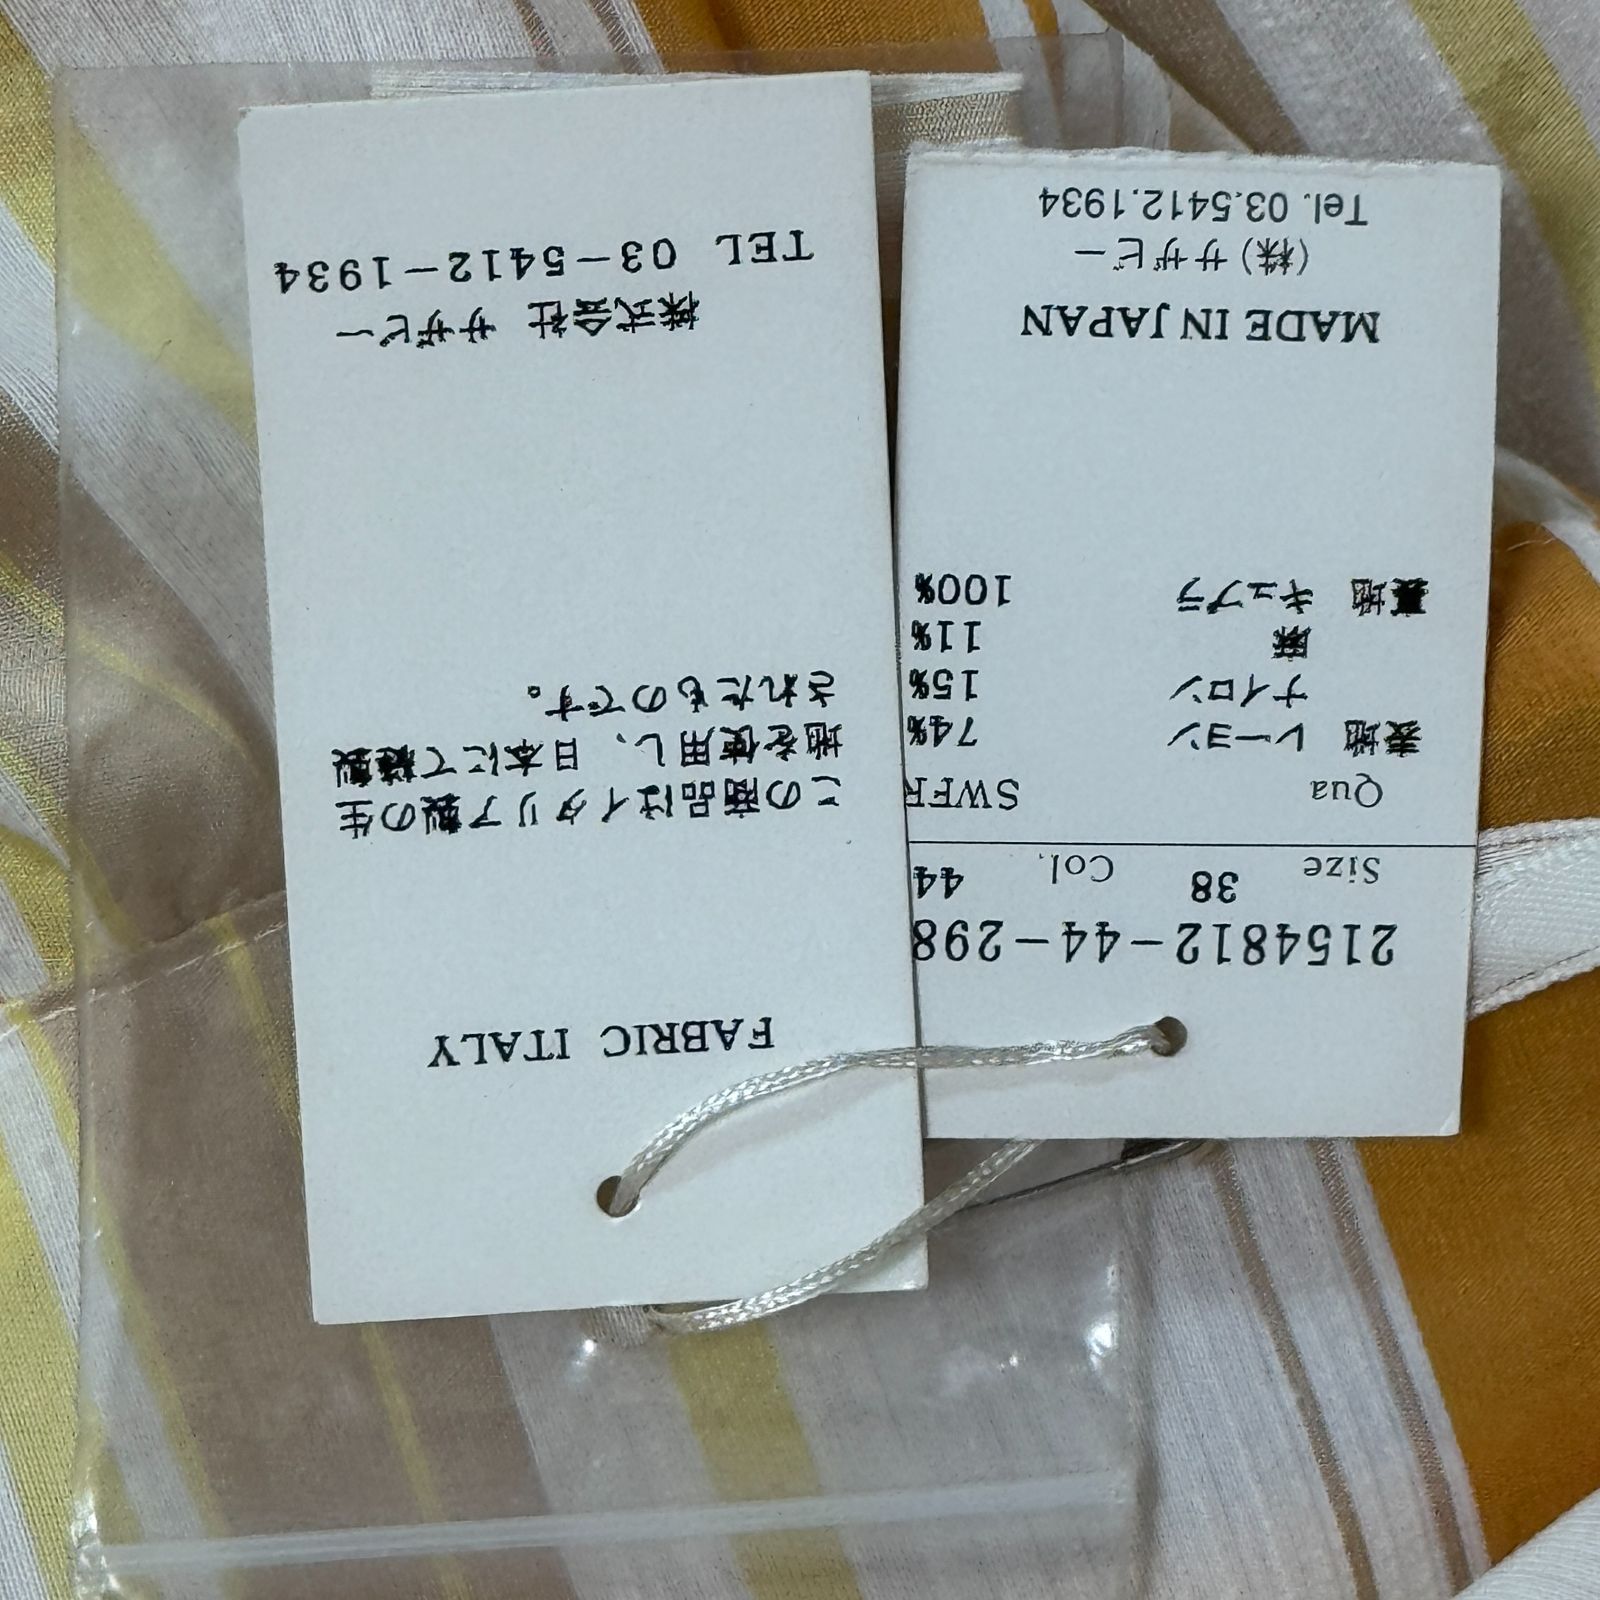 FABRIC ITALY
この商品はイタリア製の生
地を使用し、日本にて縫製
されたものです。
株式会社 サザビー
TEL 03-5412-1934
2154812-44-298
Size 38 Col. 44
Qua SWFR
表地 レーヨン 74%
ナイロン 15%
麻 11%
裏地 キュプラ 100%
MADE IN JAPAN
(株)サザビー
Tel. 03.5412.1934